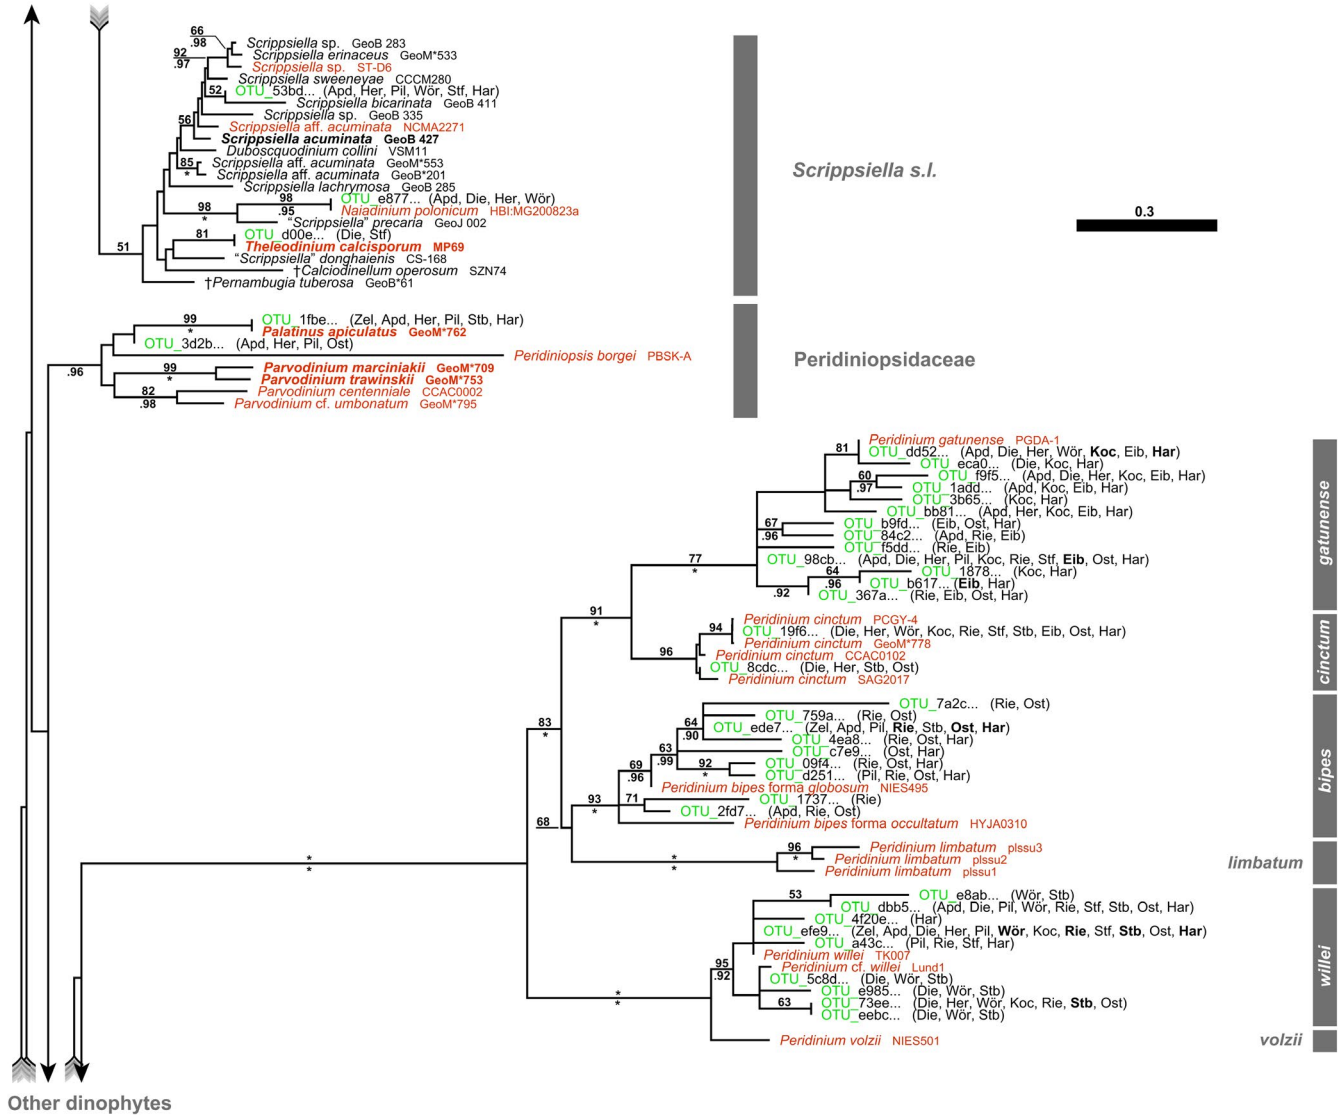 66
.98
Scrippsiella sp. GeoB 283
Scrippsiella erinaceus GeoM*533
92
.97
Scrippsiella sp. ST-D6
Scrippsiella sweeneyae CCCM280
52
OTU_53bd... (Apd, Her, Pil, Wör, Stf, Har)
Scrippsiella bicarinata GeoB 411
Scrippsiella sp. GeoB 335
56
Scrippsiella aff. acuminata NCMA2271
Scrippsiella acuminata GeoB 427
Duboscquodinium collini VSM11
85
*
Scrippsiella aff. acuminata GeoM*553
Scrippsiella aff. acuminata GeoB*201
Scrippsiella lachrymosa GeoB 285
98
*
98
.95
OTU_e877... (Apd, Die, Her, Wör)
Naiadinium polonicum HBI:MG200823a
“Scrippsiella” precaria GeoJ 002
81
OTU_d00e... (Die, Stf)
Theleodinium calcisporum MP69
51
“Scrippsiella” donghaienis CS-168
†Calciodinellum operosum SZN74
†Pernambugia tuberosa GeoB*61
Scrippsiella s.l.
0.3
99
*
OTU_1fbe... (Zel, Apd, Her, Pil, Stb, Har)
Palatinus apiculatus GeoM*762
OTU_3d2b... (Apd, Her, Pil, Ost)
Peridiniopsis borgei PBSK-A
.96
99
*
Parvodinium marciniakii GeoM*709
Parvodinium trawinskii GeoM*753
82
.98
Parvodinium centenniale CCAC0002
Parvodinium cf. umbonatum GeoM*795
Peridiniopsidaceae
81
Peridinium gatunense PGDA-1
OTU_dd52... (Apd, Die, Her, Wör, Koc, Eib, Har)
OTU_eca0... (Die, Koc, Har)
60
.97
OTU_f9f5... (Apd, Die, Her, Koc, Eib, Har)
OTU_1add... (Apd, Koc, Eib, Har)
OTU_3b65... (Koc, Har)
OTU_bb81... (Apd, Her, Koc, Eib, Har)
67
.96
OTU_b9fd... (Eib, Ost, Har)
OTU_84c2... (Apd, Rie, Eib)
OTU_f5dd... (Rie, Eib)
77
*
OTU_98cb... (Apd, Die, Her, Pil, Koc, Rie, Stf, Eib, Ost, Har)
64
.96
OTU_1878... (Koc, Har)
OTU_b617... (Eib, Har)
.92
OTU_367a... (Rie, Eib, Ost, Har)
gatunense
91
*
94
Peridinium cinctum PCGY-4
OTU_19f6... (Die, Her, Wör, Koc, Rie, Stf, Stb, Eib, Ost, Har)
Peridinium cinctum GeoM*778
96
Peridinium cinctum CCAC0102
OTU_8cdc... (Die, Her, Stb, Ost)
Peridinium cinctum SAG2017
cinctum
83
*
OTU_7a2c... (Rie, Ost)
OTU_759a... (Rie, Ost)
64
.90
OTU_ede7... (Zel, Apd, Pil, Rie, Stb, Ost, Har)
OTU_4ea8... (Rie, Ost, Har)
63
.99
OTU_c7e9... (Ost, Har)
92
*
OTU_09f4... (Rie, Ost, Har)
OTU_d251... (Pil, Rie, Ost, Har)
69
.96
Peridinium bipes forma globosum NIES495
93
*
71
OTU_1737... (Rie)
OTU_2fd7... (Apd, Rie, Ost)
Peridinium bipes forma occultatum HYJA0310
bipes
68
96
*
Peridinium limbatum plssu3
Peridinium limbatum plssu2
Peridinium limbatum plssu1
*
*
limbatum
*
*
53
OTU_e8ab... (Wör, Stb)
OTU_dbb5... (Apd, Die, Pil, Wör, Rie, Stf, Stb, Ost, Har)
OTU_4f20e... (Har)
OTU_efe9... (Zel, Apd, Die, Her, Pil, Wör, Koc, Rie, Stf, Stb, Ost, Har)
OTU_a43c... (Pil, Rie, Stf, Har)
Peridinium willei TK007
95
.92
Peridinium cf. willei Lund1
OTU_5c8d... (Die, Wör, Stb)
OTU_e985... (Die, Wör, Stb)
63
OTU_73ee... (Die, Her, Wör, Koc, Rie, Stb, Ost)
OTU_eebc... (Die, Wör, Stb)
willei
*
*
Peridinium volzii NIES501
volzii
Other dinophytes